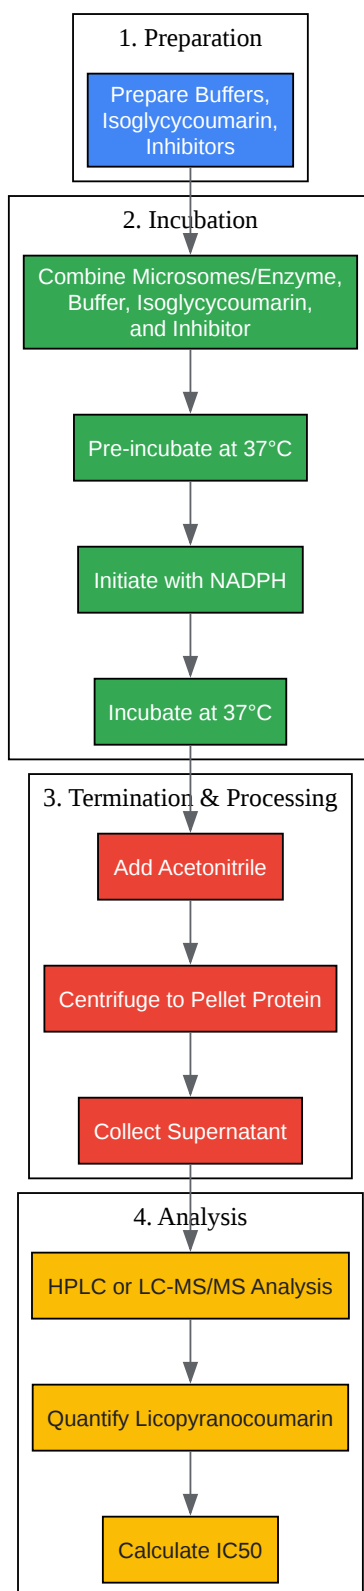 1. Preparation
Prepare Buffers,
Isoglycycoumarin,
Inhibitors
2. Incubation
Combine Microsomes/Enzyme,
Buffer, Isoglycycoumarin,
and Inhibitor
Pre-incubate at 37°C
Initiate with NADPH
Incubate at 37°C
3. Termination & Processing
Add Acetonitrile
Centrifuge to Pellet Protein
Collect Supernatant
4. Analysis
HPLC or LC-MS/MS Analysis
Quantify Licopyranocoumarin
Calculate IC50